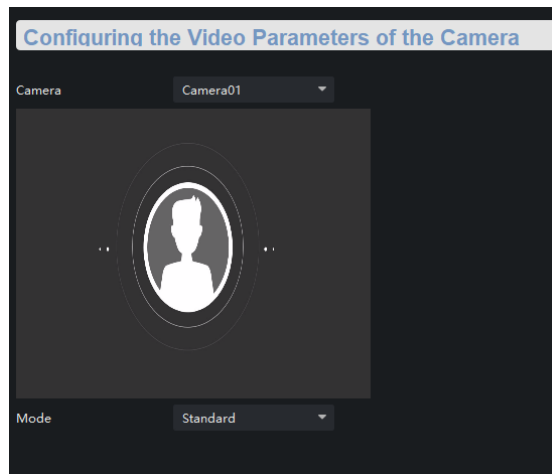 Configuring the Video Parameters of the Camera
Camera Camera01
Mode Standard